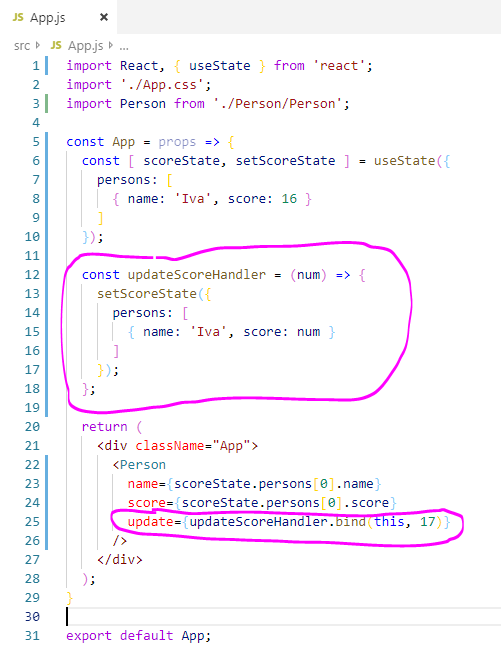 JS App.js ×
src › JS App.js › ...
1 import React, { useState } from 'react';
2 import './App.css';
3 import Person from './Person/Person';
4
5 const App = props => {
6 const [ scoreState, setScoreState ] = useState({
7 persons: [
8 { name: 'Iva', score: 16 }
9 ]
10 });
11
12 const updateScoreHandler = (num) => {
13 setScoreState({
14 persons: [
15 { name: 'Iva', score: num }
16 ]
17 });
18 };
19
20 return (
21 <div className="App">
22 <Person
23 name={scoreState.persons[0].name}
24 score={scoreState.persons[0].score}
25 update={updateScoreHandler.bind(this, 17)}
26 />
27 </div>
28 );
29 }
30
31 export default App;